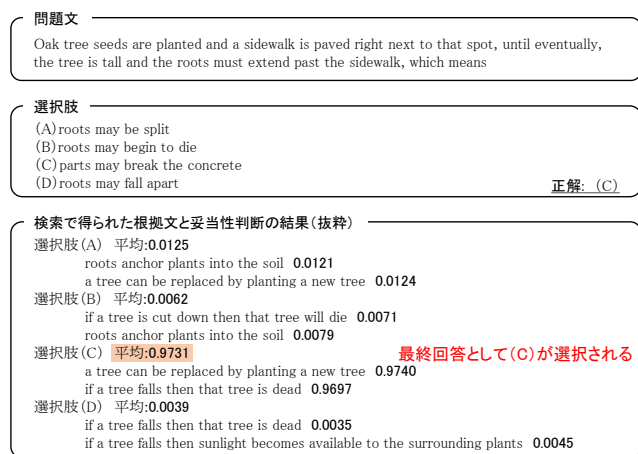 問題文
Oak tree seeds are planted and a sidewalk is paved right next to that spot, until eventually,
the tree is tall and the roots must extend past the sidewalk, which means
選択肢
(A)roots may be split
(B)roots may begin to die
(C)parts may break the concrete
(D)roots may fall apart
正解: (C)
検索で得られた根拠文と妥当性判断の結果(抜粋)
選択肢(A) 平均:0.0125
roots anchor plants into the soil 0.0121
a tree can be replaced by planting a new tree 0.0124
選択肢(B) 平均:0.0062
if a tree is cut down then that tree will die 0.0071
roots anchor plants into the soil 0.0079
選択肢(C) 平均:0.9731 最終回答として(C)が選択される
a tree can be replaced by planting a new tree 0.9740
if a tree falls then that tree is dead 0.9697
選択肢(D) 平均:0.0039
if a tree falls then that tree is dead 0.0035
if a tree falls then sunlight becomes available to the surrounding plants 0.0045